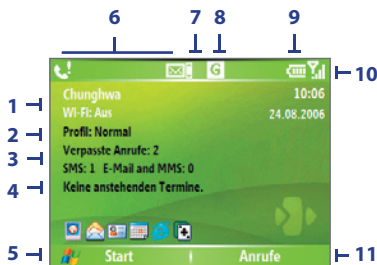 6 7 8 9
G
10
Chunghwa 10:06
1
Wi-Fi: Aus 24.08.2006
2 Profil: Normal
Verpasste Anrufe: 2
3
SMS: 1 E-Mail and MMS: 0
4 Keine anstehenden Termine.
5 Start Anrufe 11